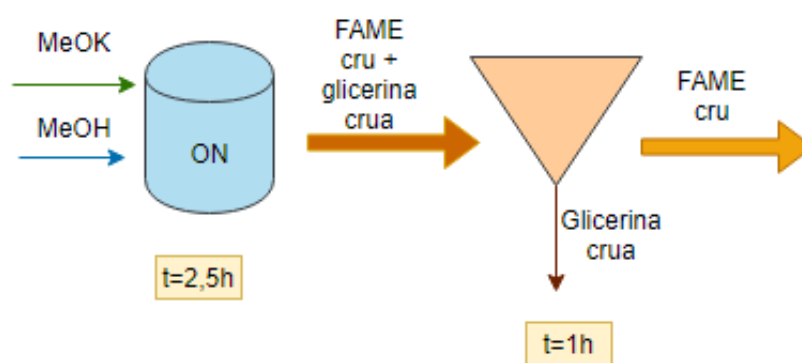 MeOK
MeOH
ON
t=2,5h
FAME
cru +
glicerina
crua
Glicerina
crua
t=1h
FAME
cru